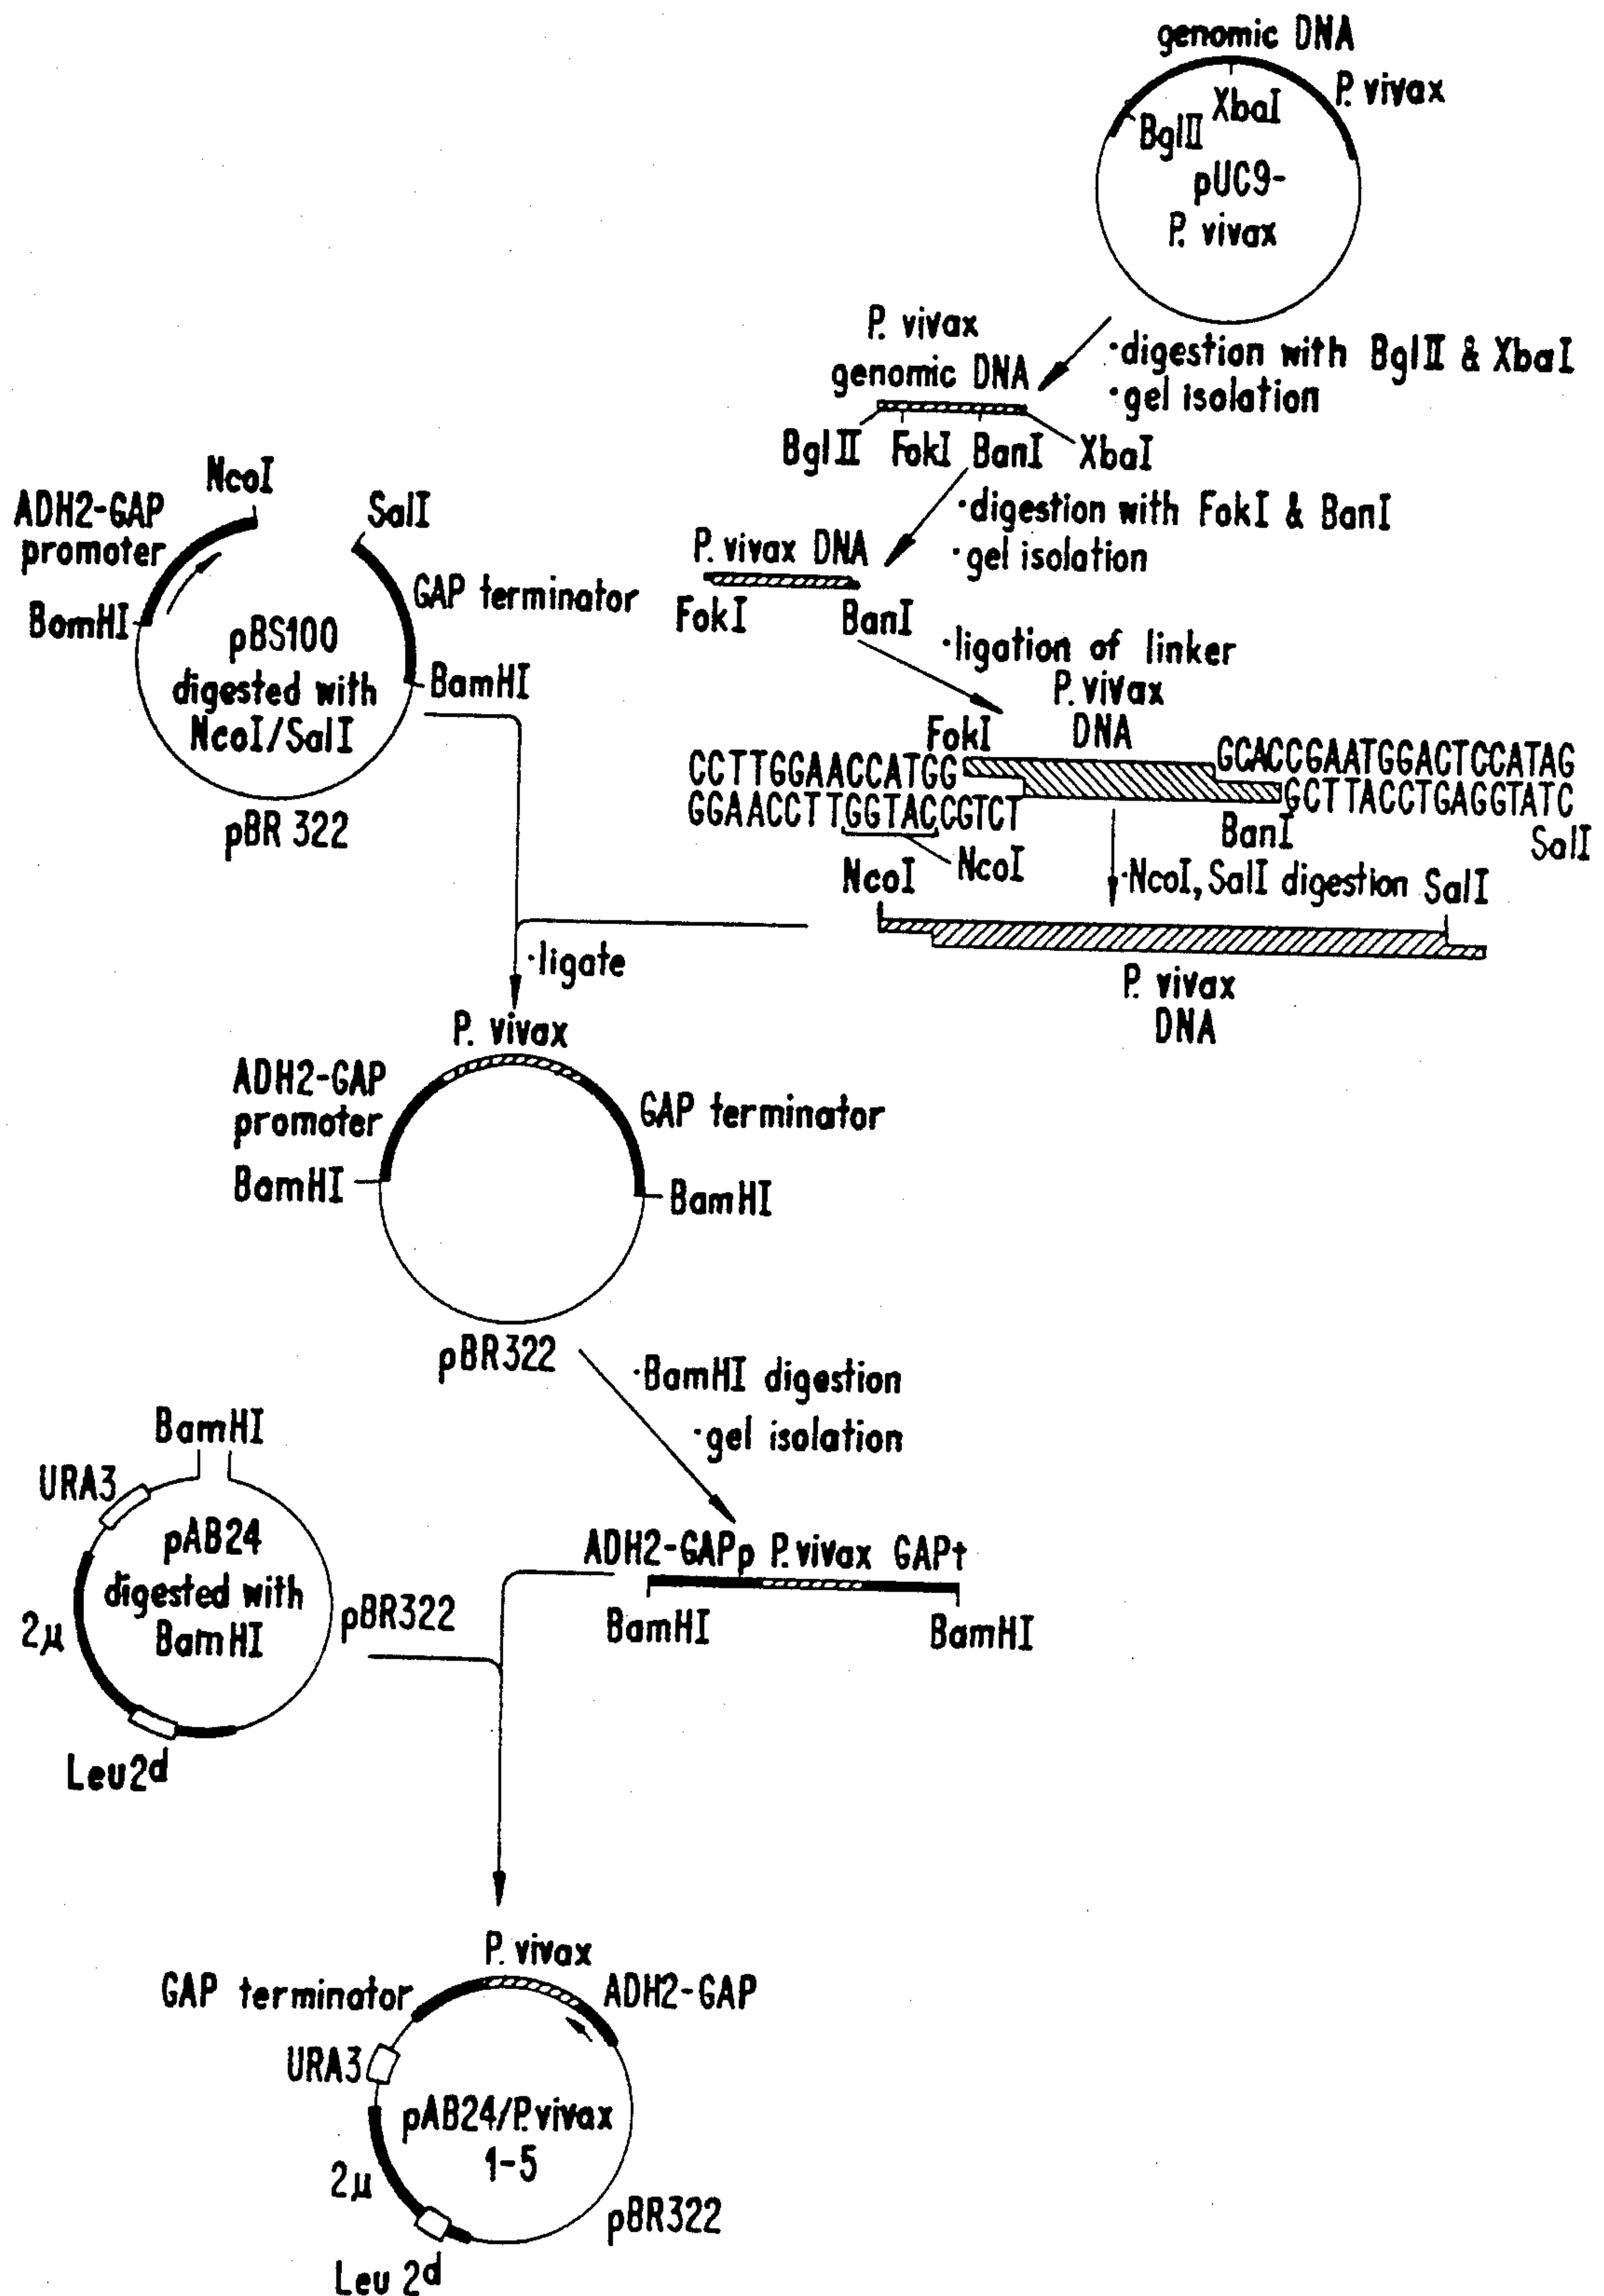 genomic DNA
P. vivax
XbaI
BglII
pUC9-
P. vivax
·digestion with BglII & XbaI
·gel isolation
P. vivax
genomic DNA
BglII FokI BanI XbaI
·digestion with FokI & BanI
·gel isolation
P. vivax DNA
FokI BanI
·ligation of linker
NcoI
SalI
ADH2-GAP
promoter
GAP terminator
BamHI
pBS100
digested with
NcoI/SalI
BamHI
pBR 322
P. vivax
DNA
FokI
CCTTGGAACCATGG
GCACCGAATGGACTCCATAG
GGAACCTTGGTACCGTCT
GCTTACCTGAGGTATC
BanI
SalI
NcoI
NcoI
·NcoI, SalI digestion
SalI
P. vivax
DNA
·ligate
P. vivax
ADH2-GAP
promoter
GAP terminator
BamHI
BamHI
pBR322
·BamHI digestion
·gel isolation
BamHI
URA3
pAB24
digested with
BamHI
2μ
pBR322
Leu2d
ADH2-GAPp P.vivax GAPt
BamHI
BamHI
P. vivax
GAP terminator
ADH2-GAP
URA3
pAB24/P.vivax
1-5
2μ
pBR322
Leu 2d